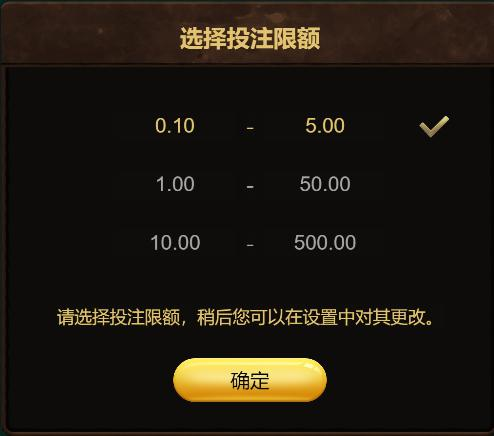 选择投注限额
0.10 - 5.00
1.00 - 50.00
10.00 - 500.00
请选择投注限额，稍后您可以在设置中对其更改。
确定